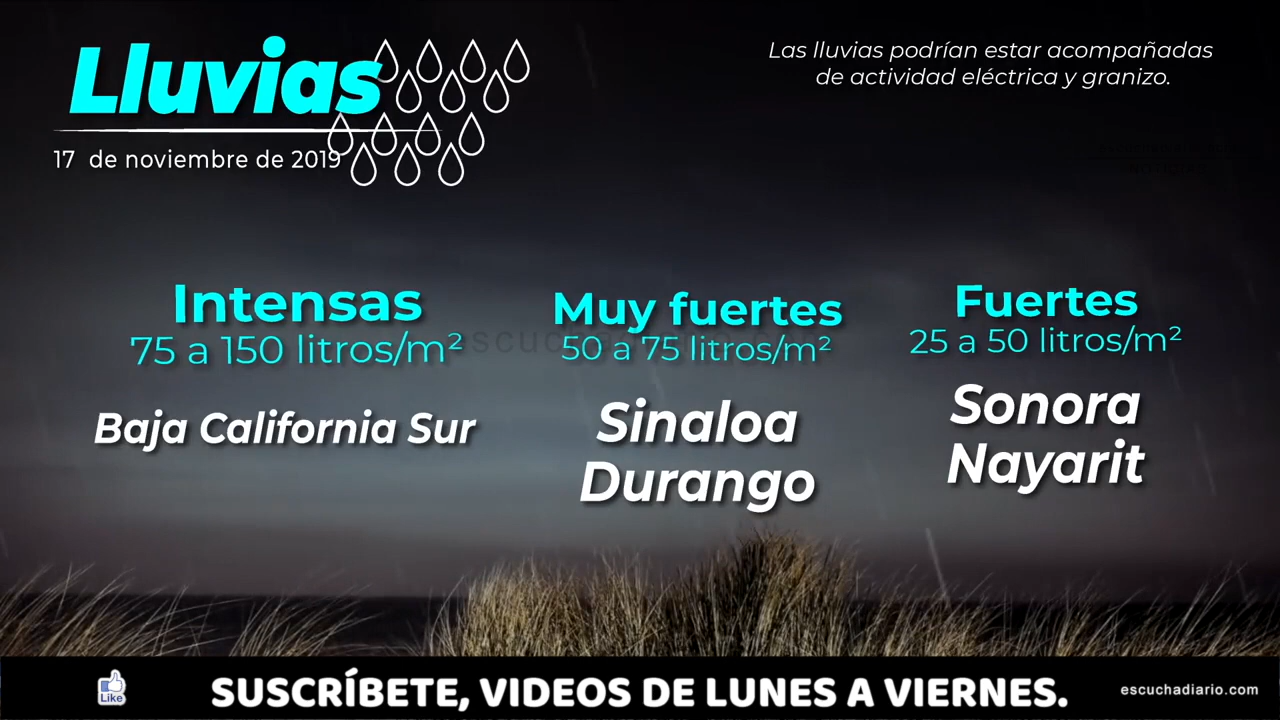 Lluvias
17 de noviembre de 2019
Las lluvias podrían estar acompañadas
de actividad eléctrica y granizo.
Intensas
75 a 150 litros/m²
Baja California Sur
Muy fuertes
50 a 75 litros/m²
Sinaloa
Durango
Fuertes
25 a 50 litros/m²
Sonora
Nayarit
Like
SUSCRÍBETE, VIDEOS DE LUNES A VIERNES.
escuchadiario.com